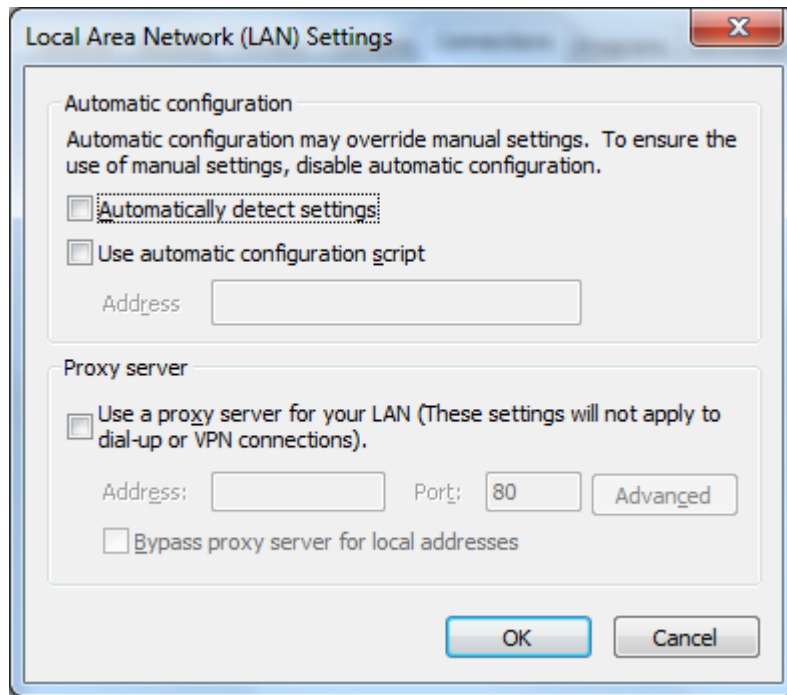 Local Area Network (LAN) Settings
Connections
Programs
Automatic configuration
Automatic configuration may override manual settings.  To ensure the
use of manual settings, disable automatic configuration.
Automatically detect settings
Use automatic configuration script
Address
Proxy server
Use a proxy server for your LAN (These settings will not apply to
dial-up or VPN connections).
Address: Port: 80 Advanced
Bypass proxy server for local addresses
OK Cancel